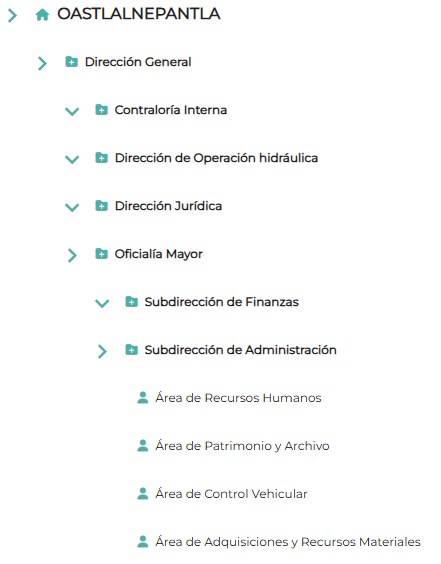 OASTLALNEPANTLA
Dirección General
Contraloría Interna
Dirección de Operación hidráulica
Dirección Jurídica
Oficialía Mayor
Subdirección de Finanzas
Subdirección de Administración
Área de Recursos Humanos
Área de Patrimonio y Archivo
Área de Control Vehicular
Área de Adquisiciones y Recursos Materiales